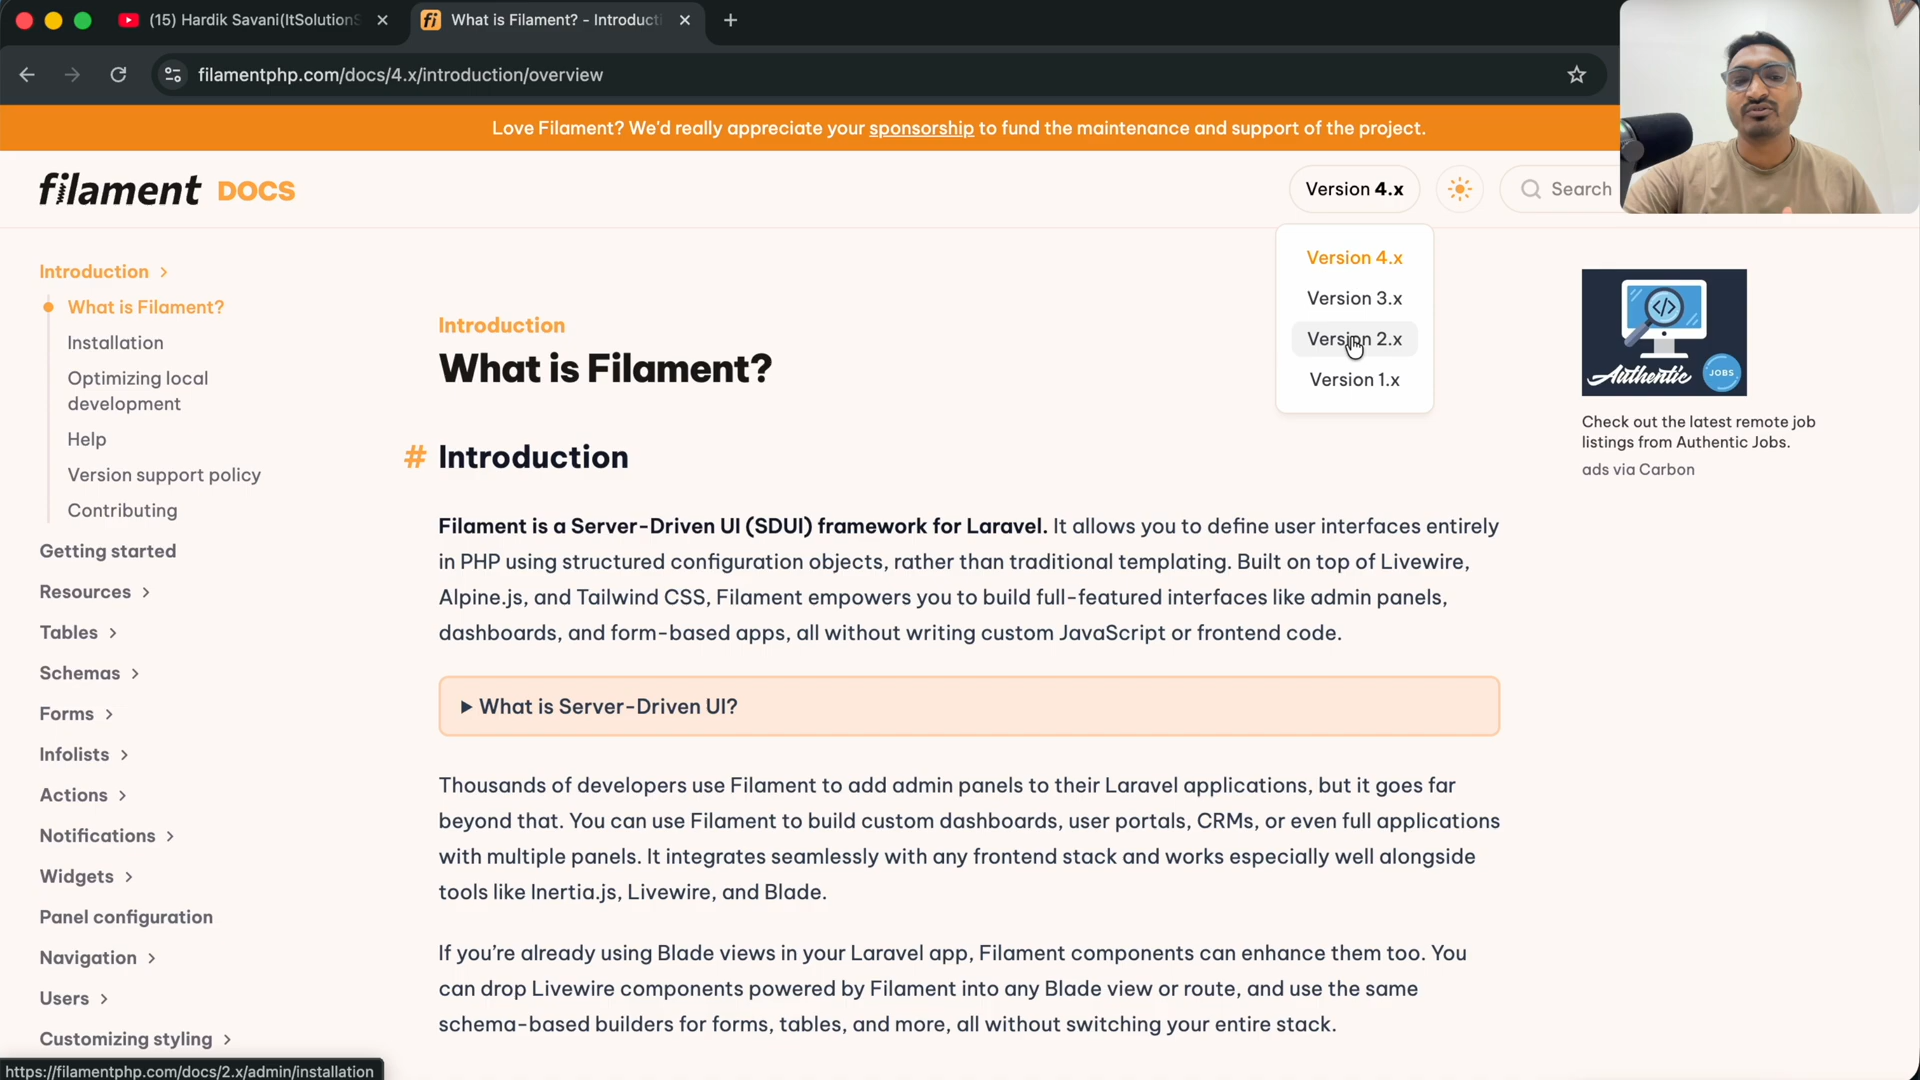 (15) Hardik Savani(ItSolutionS
What is Filament? - Introducti
filamentphp.com/docs/4.x/introduction/overview
Love Filament? We'd really appreciate your sponsorship to fund the maintenance and support of the project.
filament DOCS
Version 4.x
Search
Version 4.x
Version 3.x
Version 2.x
Version 1.x
Introduction
What is Filament?
Installation
Optimizing local
development
Help
Version support policy
Contributing
Getting started
Resources
Tables
Schemas
Forms
Infolists
Actions
Notifications
Widgets
Panel configuration
Navigation
Users
Customizing styling
Introduction
What is Filament?
# Introduction
Filament is a Server-Driven UI (SDUI) framework for Laravel. It allows you to define user interfaces entirely
in PHP using structured configuration objects, rather than traditional templating. Built on top of Livewire,
Alpine.js, and Tailwind CSS, Filament empowers you to build full-featured interfaces like admin panels,
dashboards, and form-based apps, all without writing custom JavaScript or frontend code.
What is Server-Driven UI?
Thousands of developers use Filament to add admin panels to their Laravel applications, but it goes far
beyond that. You can use Filament to build custom dashboards, user portals, CRMs, or even full applications
with multiple panels. It integrates seamlessly with any frontend stack and works especially well alongside
tools like Inertia.js, Livewire, and Blade.
If you’re already using Blade views in your Laravel app, Filament components can enhance them too. You
can drop Livewire components powered by Filament into any Blade view or route, and use the same
schema-based builders for forms, tables, and more, all without switching your entire stack.
</>
Authentic JOBS
Check out the latest remote job
listings from Authentic Jobs.
ads via Carbon
https://filamentphp.com/docs/2.x/admin/installation